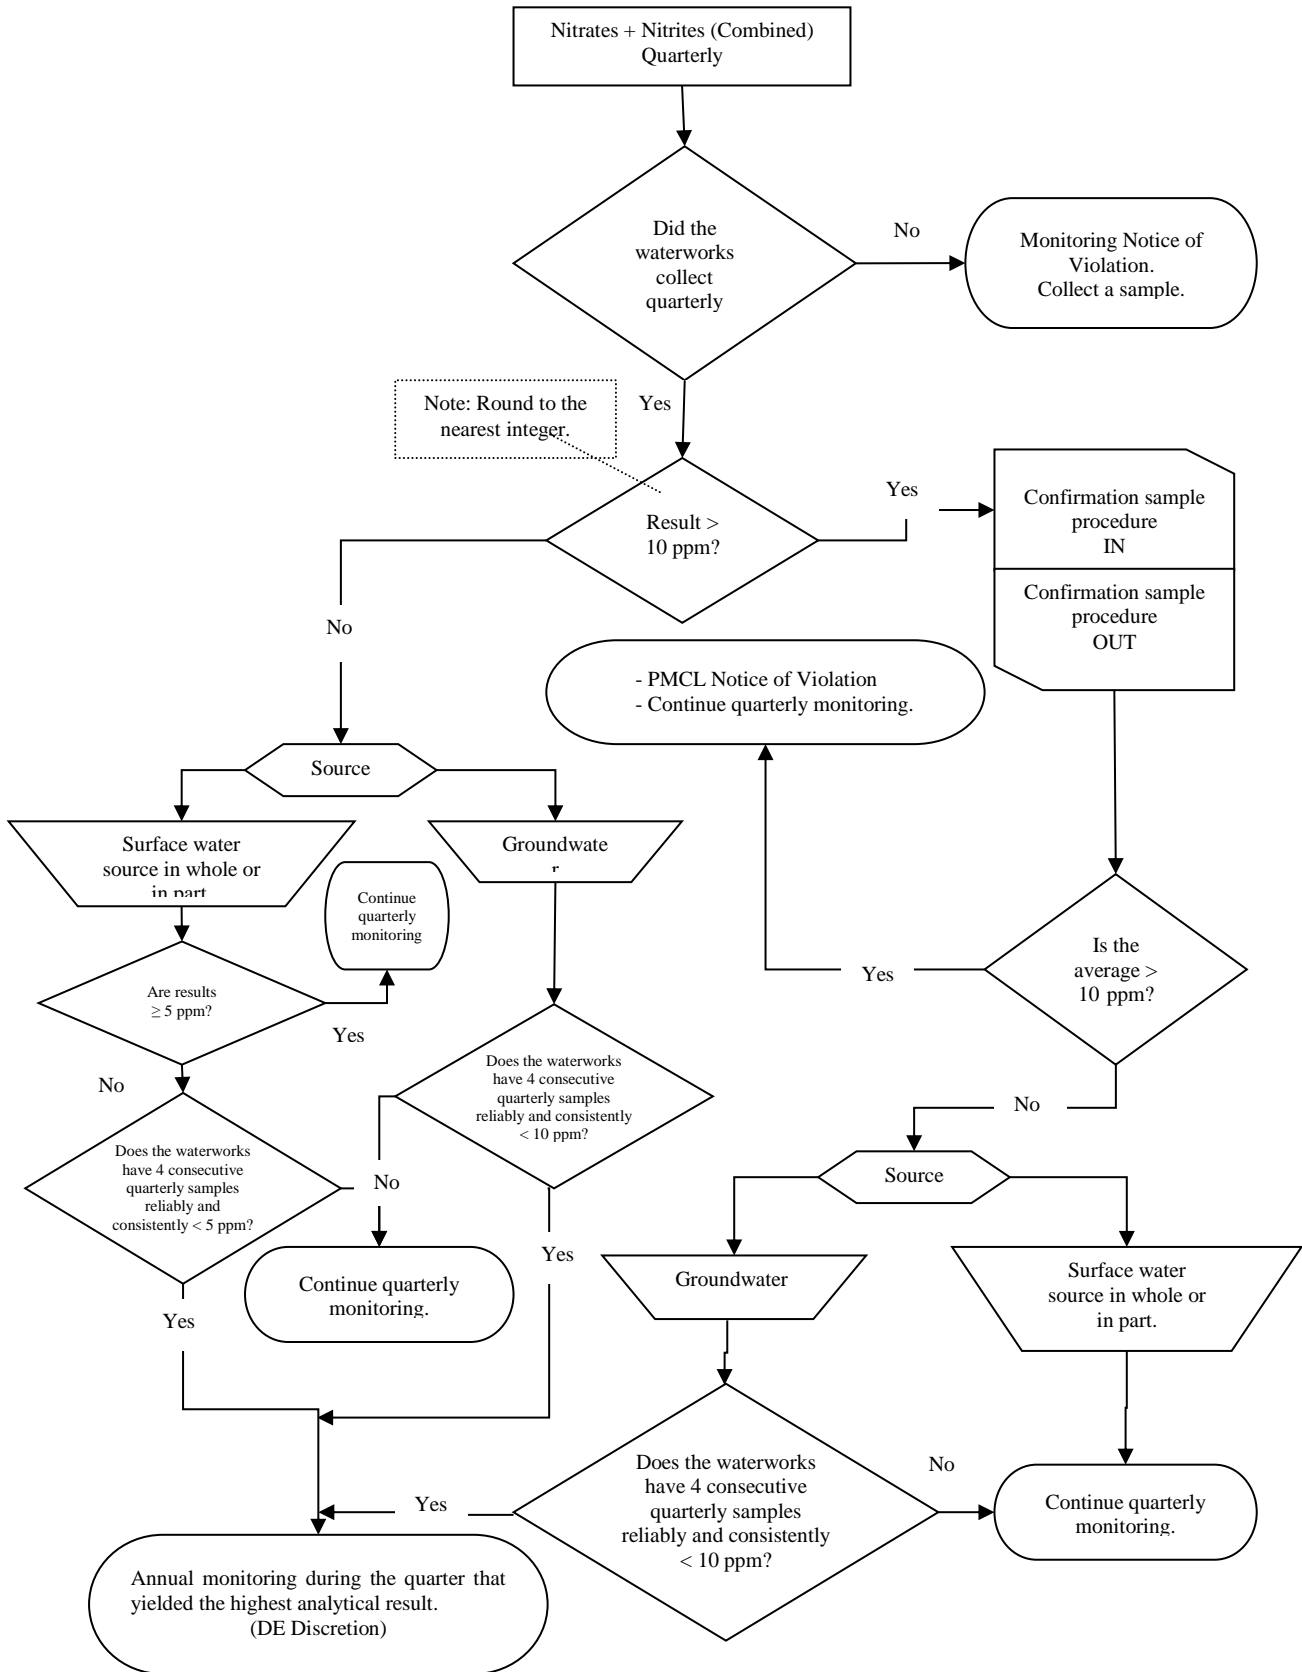 Nitrates + Nitrites (Combined)
Quarterly
Did the
waterworks
collect
quarterly
No
Monitoring Notice of
Violation.
Collect a sample.
Note: Round to the
nearest integer.
Yes
Result >
10 ppm?
Yes
Confirmation sample
procedure
IN
Confirmation sample
procedure
OUT
No
- PMCL Notice of Violation
- Continue quarterly monitoring.
Source
Surface water
source in whole or
in part
Groundwate
r
Continue
quarterly
monitoring
Are results
≥ 5 ppm?
Yes
Is the
average >
10 ppm?
Yes
No
No
Does the waterworks
have 4 consecutive
quarterly samples
reliably and consistently
< 10 ppm?
Does the waterworks
have 4 consecutive
quarterly samples
reliably and
consistently < 5 ppm?
No
Source
Yes
Continue quarterly
monitoring.
Yes
Groundwater
Surface water
source in whole or
in part.
Does the waterworks
have 4 consecutive
quarterly samples
reliably and consistently
< 10 ppm?
No
Yes
Continue quarterly
monitoring.
Annual monitoring during the quarter that
yielded the highest analytical result.
(DE Discretion)